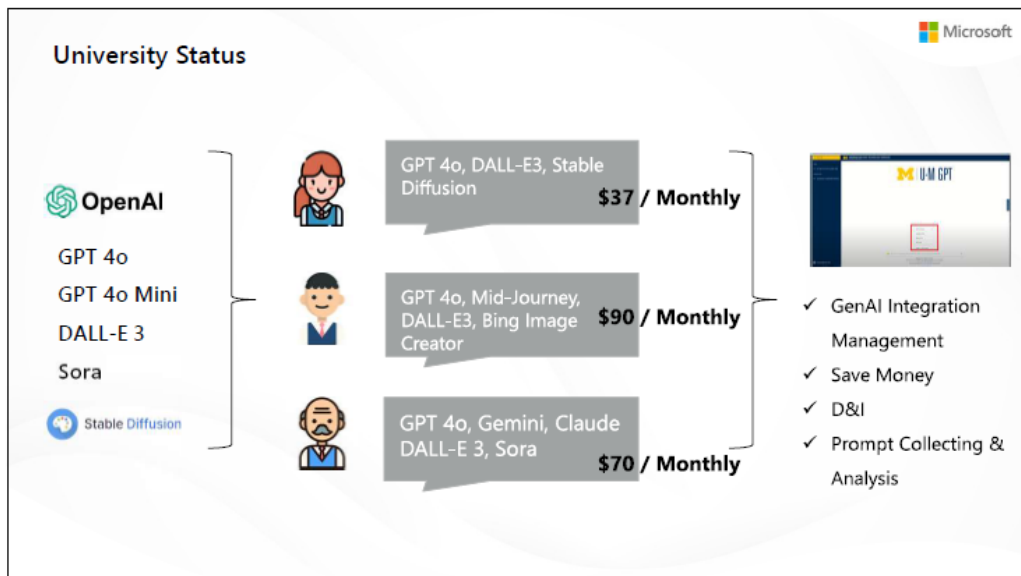 Microsoft
University Status
OpenAI
GPT 4o
GPT 4o Mini
DALL-E 3
Sora
Stable Diffusion
GPT 4o, DALL-E3, Stable
Diffusion
$37 / Monthly
GPT 4o, Mid-Journey,
DALL-E3, Bing Image
Creator
$90 / Monthly
GPT 4o, Gemini, Claude
DALL-E 3, Sora
$70 / Monthly
M U-M GPT
✓ GenAI Integration
Management
✓ Save Money
✓ D&I
✓ Prompt Collecting &
Analysis